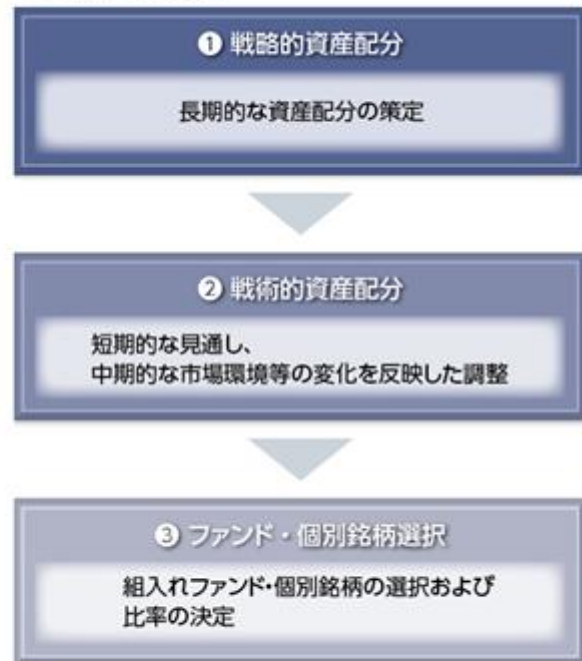 ❶ 戦略的資産配分
長期的な資産配分の策定
❷ 戦術的資産配分
短期的な見通し、
中期的な市場環境等の変化を反映した調整
❸ ファンド・個別銘柄選択
組入れファンド・個別銘柄の選択および
比率の決定